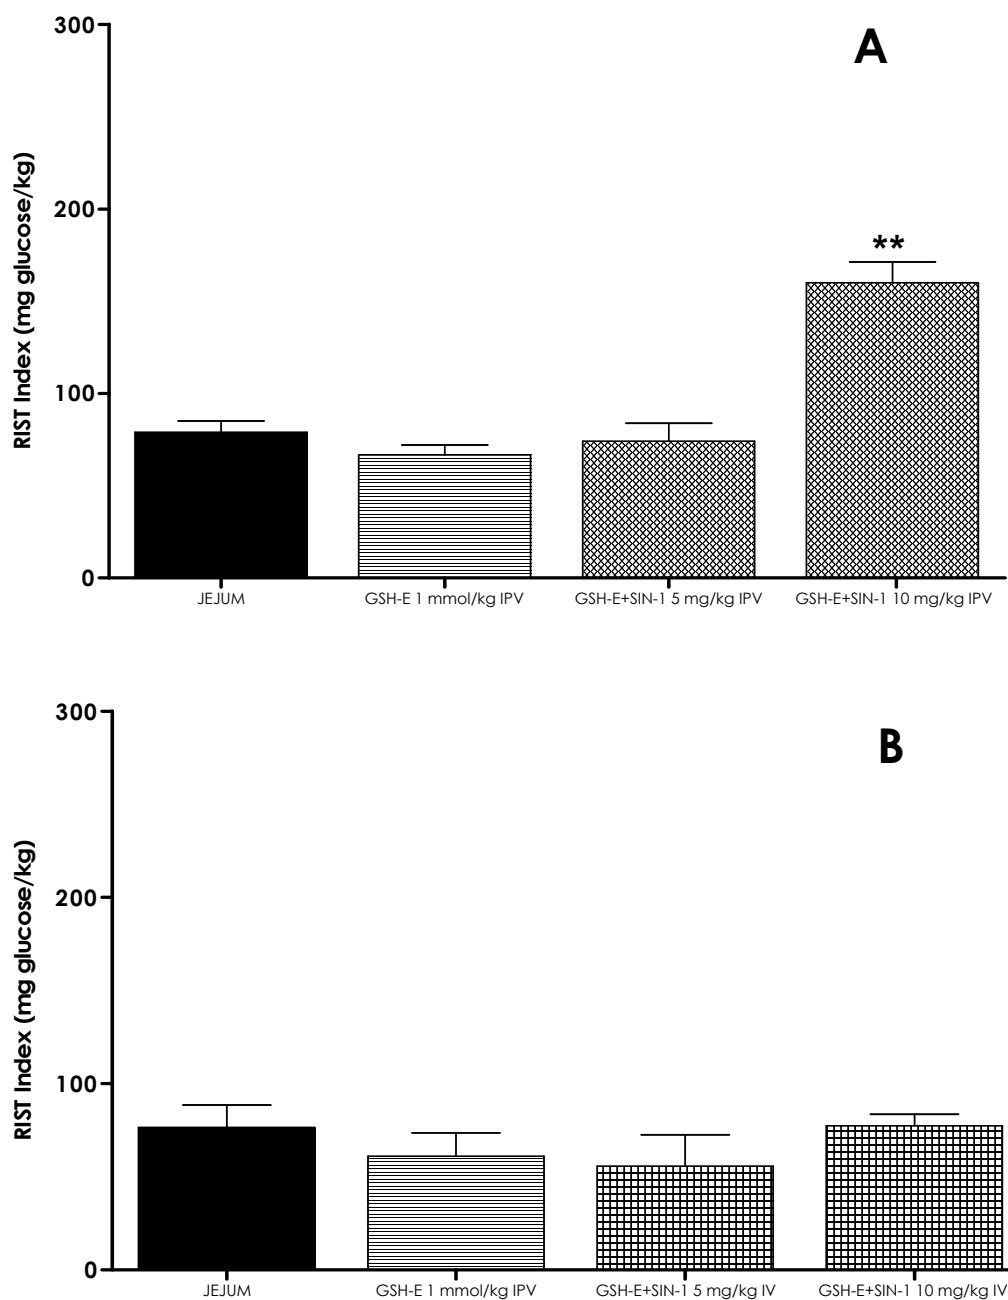 A
RIST Index (mg glucose/kg)
300
200
100
0
**
JEJUM
GSH-E 1 mmol/kg IPV
GSH-E+SIN-1 5 mg/kg IPV
GSH-E+SIN-1 10 mg/kg IPV
B
RIST Index (mg glucose/kg)
300
200
100
0
JEJUM
GSH-E 1 mmol/kg IPV
GSH-E+SIN-1 5 mg/kg IV
GSH-E+SIN-1 10 mg/kg IV